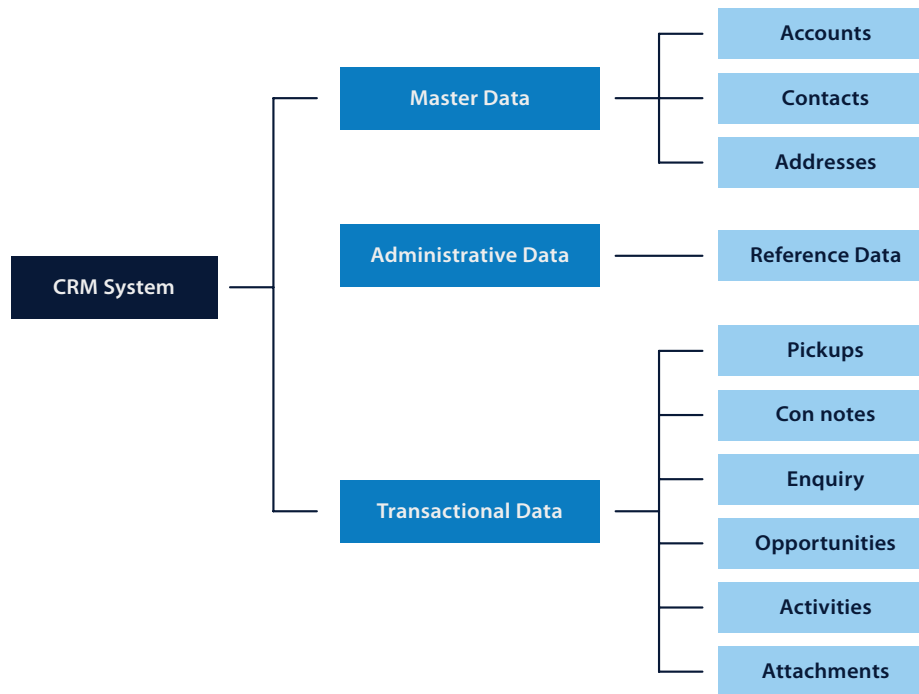 CRM System
Master Data
Accounts
Contacts
Addresses
Administrative Data
Reference Data
Transactional Data
Pickups
Con notes
Enquiry
Opportunities
Activities
Attachments